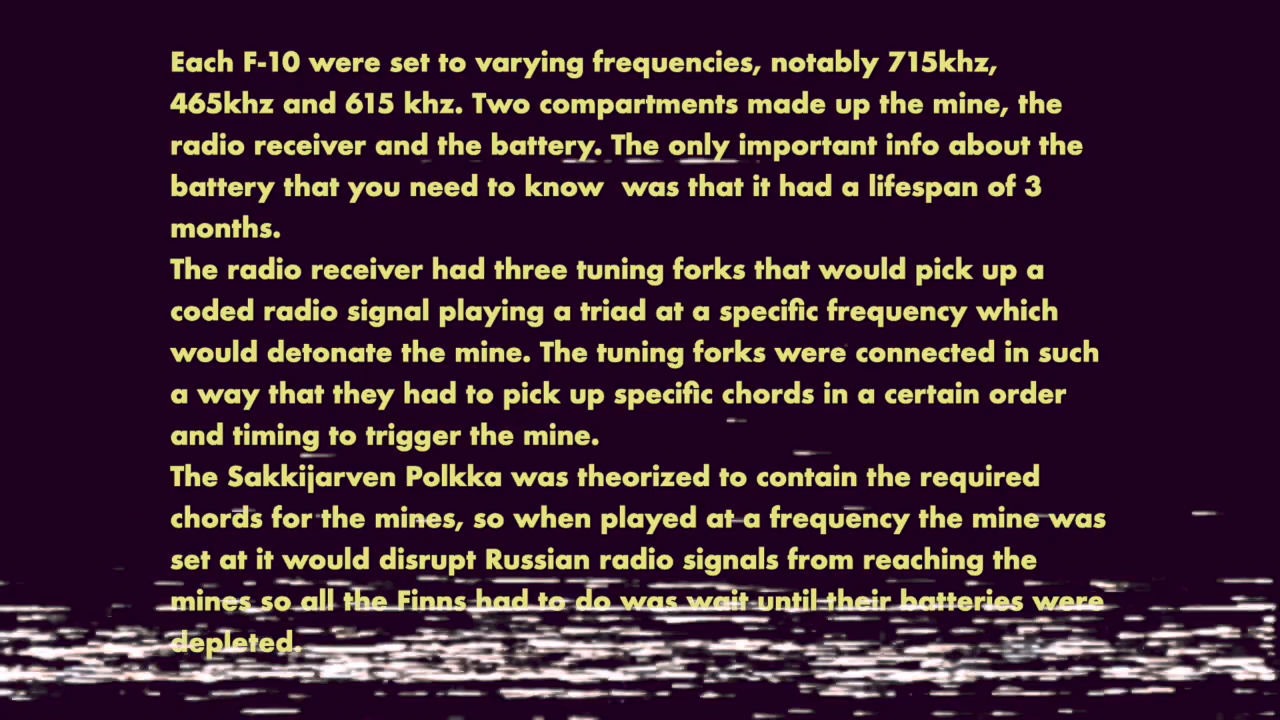 Each F-10 were set to varying frequencies, notably 715khz,
465khz and 615 khz. Two compartments made up the mine, the
radio receiver and the battery. The only important info about the
battery that you need to know  was that it had a lifespan of 3
months.
The radio receiver had three tuning forks that would pick up a
coded radio signal playing a triad at a specific frequency which
would detonate the mine. The tuning forks were connected in such
a way that they had to pick up specific chords in a certain order
and timing to trigger the mine.
The Sakkijarven Polkka was theorized to contain the required
chords for the mines, so when played at a frequency the mine was
set at it would disrupt Russian radio signals from reaching the
mines so all the Finns had to do was wait until their batteries were
depleted.